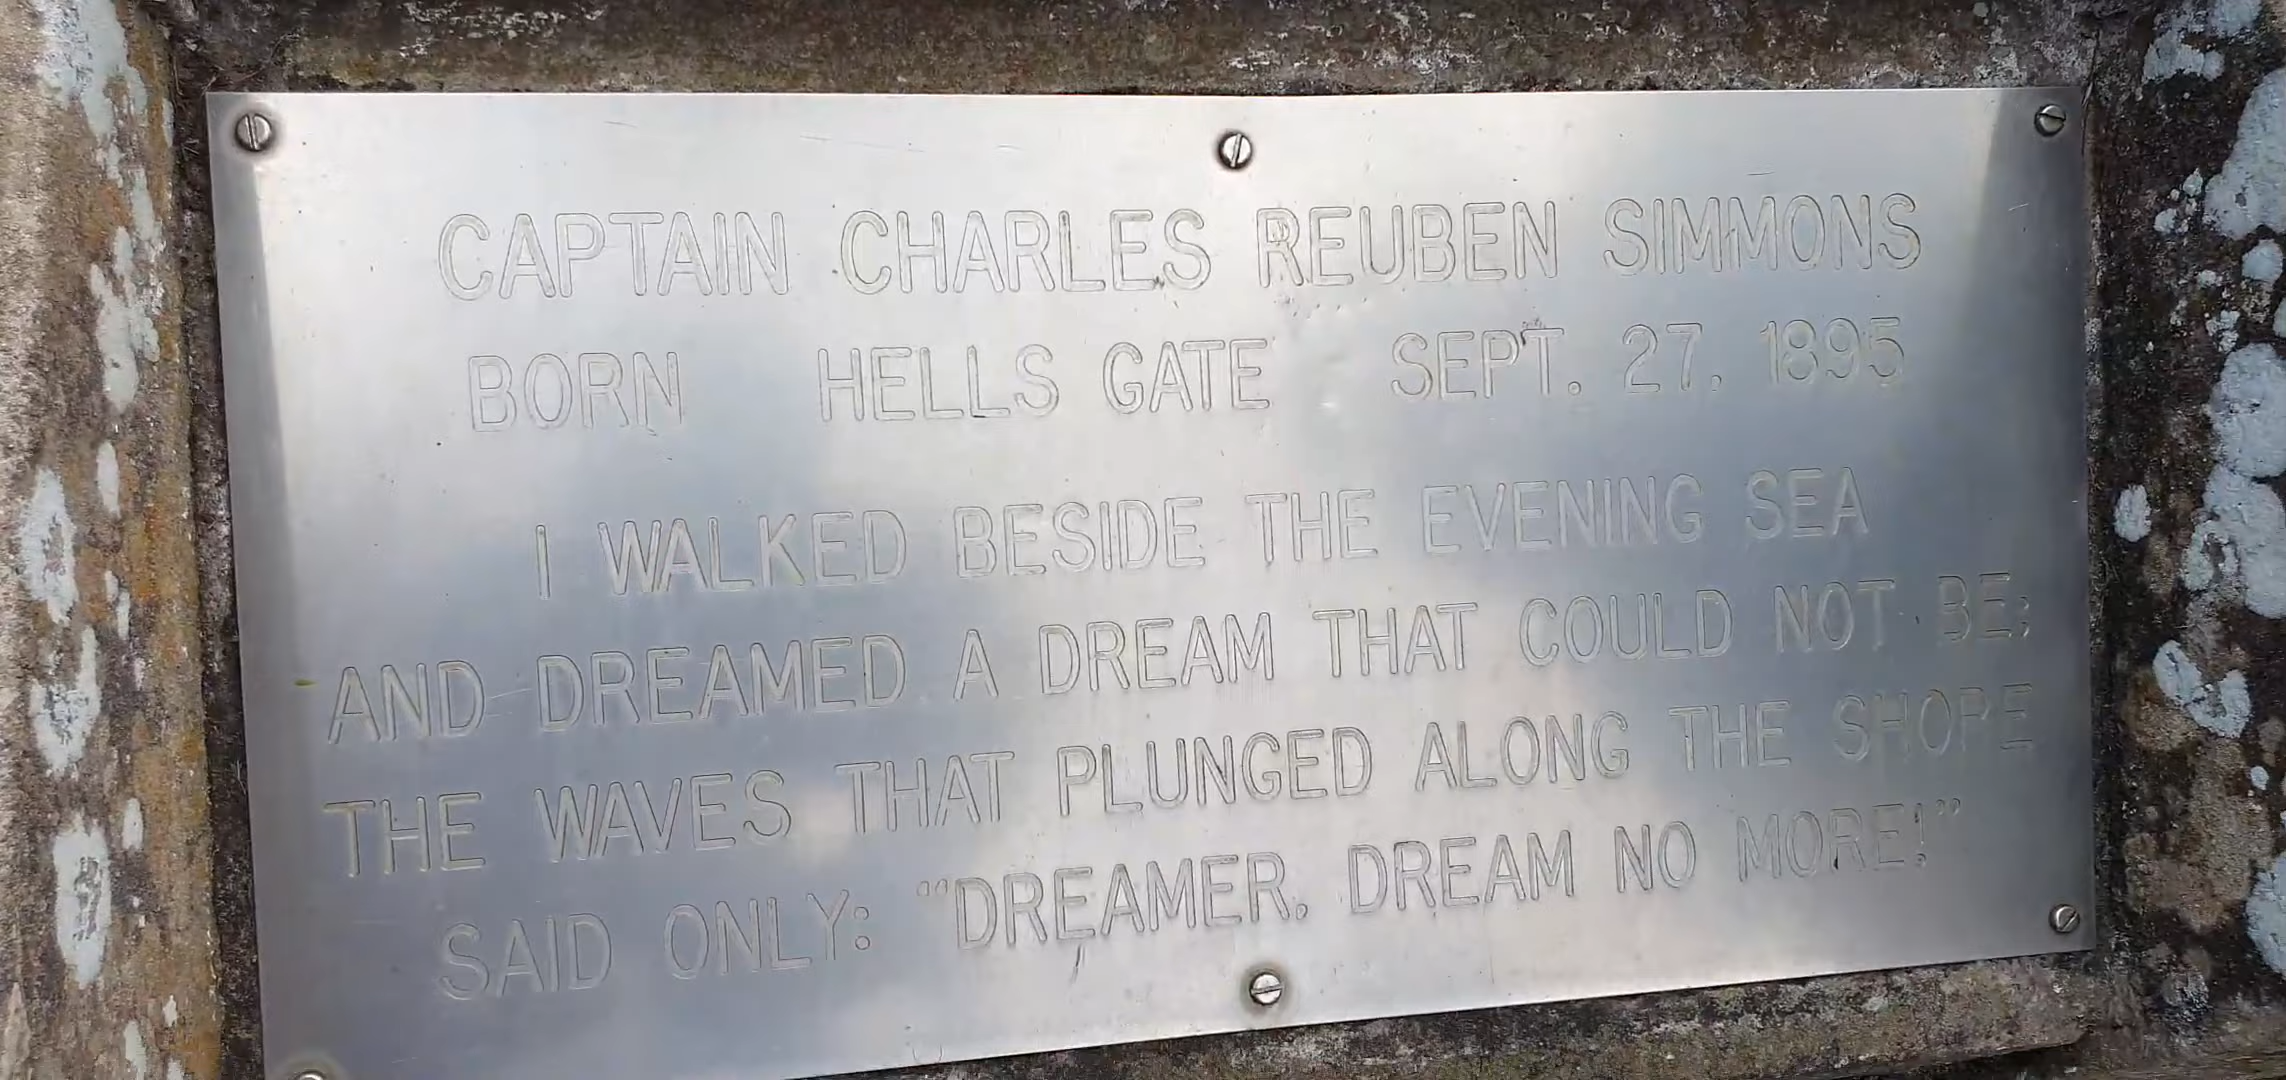 CAPTAIN CHARLES REUBEN SIMMONS
BORN HELLS GATE SEPT. 27. 1895
I WALKED BESIDE THE EVENING SEA
AND DREAMED A DREAM THAT COULD NOT BE;
THE WAVES THAT PLUNGED ALONG THE SHORE
SAID ONLY: "DREAMER. DREAM NO MORE!"